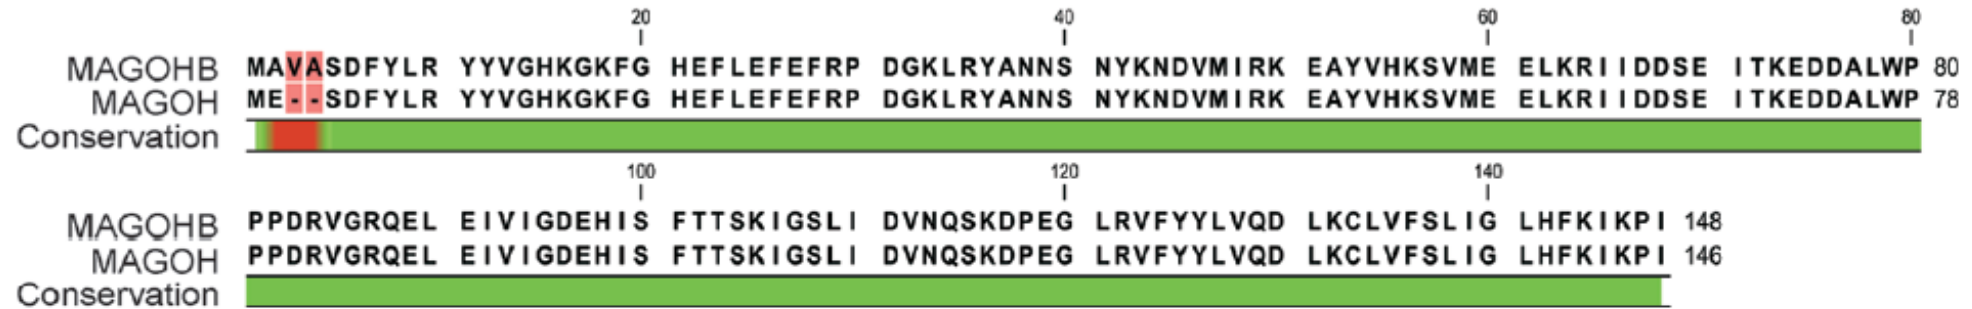 20 40 60 80
MAGOHB MAVASDFYLR YYVGHKGKFG HEFLEFEFRP DGKLRYANNS NYKNDVMIRK EAYVHKSVME ELKRIIDDSE ITKEDDALWP 80
MAGOH ME--SDFYLR YYVGHKGKFG HEFLEFEFRP DGKLRYANNS NYKNDVMIRK EAYVHKSVME ELKRIIDDSE ITKEDDALWP 78
Conservation
100 120 140
MAGOHB PPDRVGRQEL EIVIGDEHIS FTTSKIGSLI DVNQSKDPEG LRVFYYLVQD LKCLVFSLIG LHFKIKPI 148
MAGOH PPDRVGRQEL EIVIGDEHIS FTTSKIGSLI DVNQSKDPEG LRVFYYLVQD LKCLVFSLIG LHFKIKPI 146
Conservation